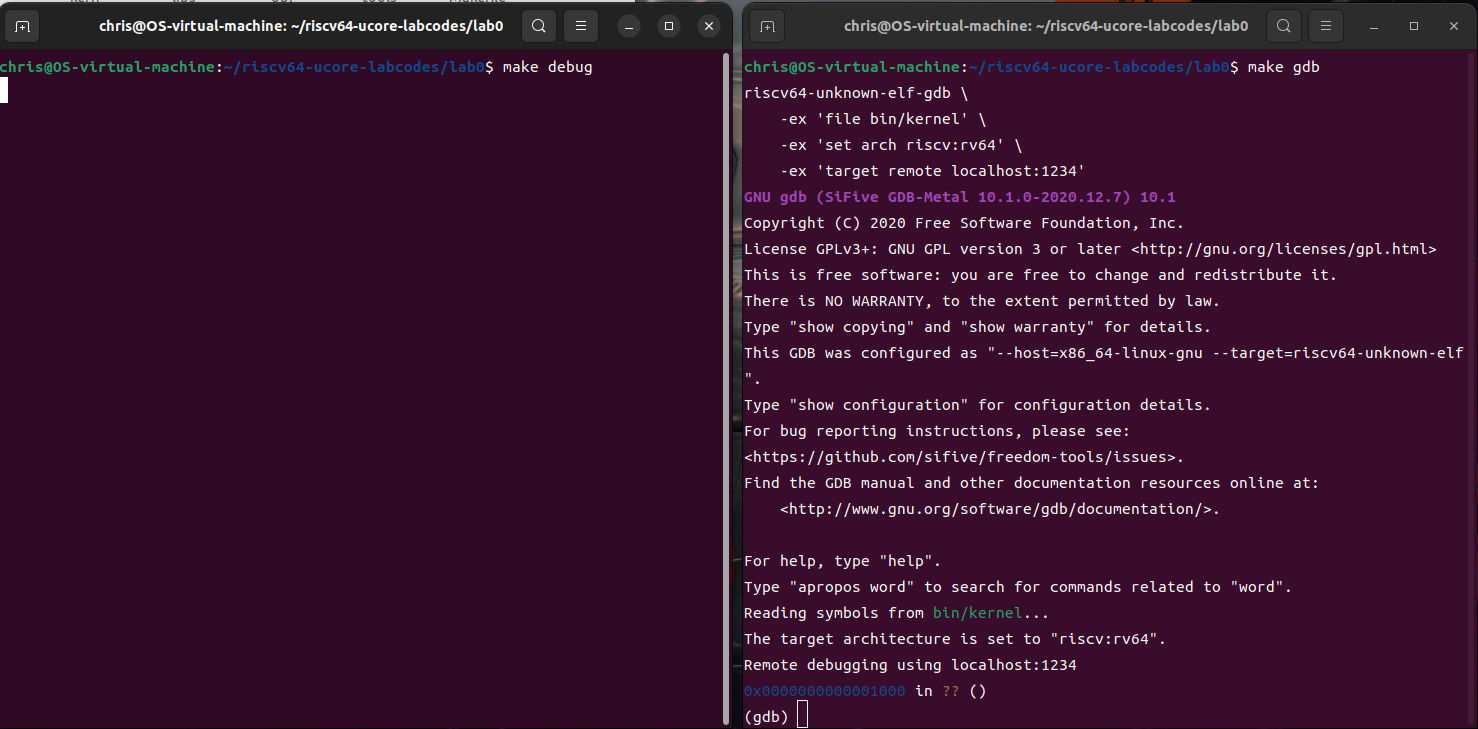 chris@OS-virtual-machine: ~/riscv64-ucore-labcodes/lab0
chris@OS-virtual-machine:~/riscv64-ucore-labcodes/lab0$ make debug
chris@OS-virtual-machine: ~/riscv64-ucore-labcodes/lab0
chris@OS-virtual-machine:~/riscv64-ucore-labcodes/lab0$ make gdb
riscv64-unknown-elf-gdb \
    -ex 'file bin/kernel' \
    -ex 'set arch riscv:rv64' \
    -ex 'target remote localhost:1234'
GNU gdb (SiFive GDB-Metal 10.1.0-2020.12.7) 10.1
Copyright (C) 2020 Free Software Foundation, Inc.
License GPLv3+: GNU GPL version 3 or later <http://gnu.org/licenses/gpl.html>
This is free software: you are free to change and redistribute it.
There is NO WARRANTY, to the extent permitted by law.
Type "show copying" and "show warranty" for details.
This GDB was configured as "--host=x86_64-linux-gnu --target=riscv64-unknown-elf
".
Type "show configuration" for configuration details.
For bug reporting instructions, please see:
<https://github.com/sifive/freedom-tools/issues>.
Find the GDB manual and other documentation resources online at:
    <http://www.gnu.org/software/gdb/documentation/>.

For help, type "help".
Type "apropos word" to search for commands related to "word".
Reading symbols from bin/kernel...
The target architecture is set to "riscv:rv64".
Remote debugging using localhost:1234
0x0000000000001000 in ?? ()
(gdb)